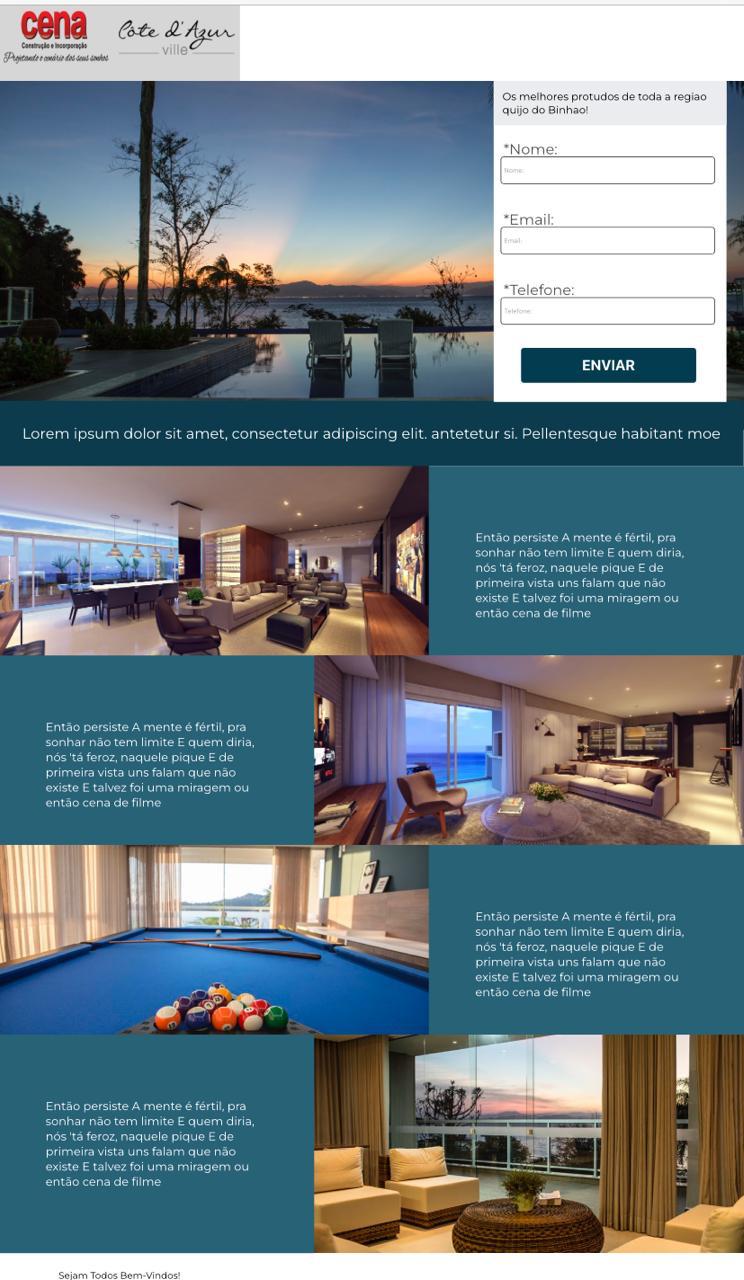 cena
Construção e Incorporação
Projetando o cenário dos seus sonhos
Côte d'Azur
ville
Os melhores protudos de toda a regiao
quijo do Binhao!
*Nome:
Nome:
*Email:
Email:
*Telefone:
Telefone:
ENVIAR
Lorem ipsum dolor sit amet, consectetur adipiscing elit. antetetur si. Pellentesque habitant moe
Então persiste A mente é fértil, pra
sonhar não tem limite E quem diria,
nós 'tá feroz, naquele pique E de
primeira vista uns falam que não
existe E talvez foi uma miragem ou
então cena de filme
Então persiste A mente é fértil, pra
sonhar não tem limite E quem diria,
nós 'tá feroz, naquele pique E de
primeira vista uns falam que não
existe E talvez foi uma miragem ou
então cena de filme
Então persiste A mente é fértil, pra
sonhar não tem limite E quem diria,
nós 'tá feroz, naquele pique E de
primeira vista uns falam que não
existe E talvez foi uma miragem ou
então cena de filme
Então persiste A mente é fértil, pra
sonhar não tem limite E quem diria,
nós 'tá feroz, naquele pique E de
primeira vista uns falam que não
existe E talvez foi uma miragem ou
então cena de filme
Sejam Todos Bem-Vindos!